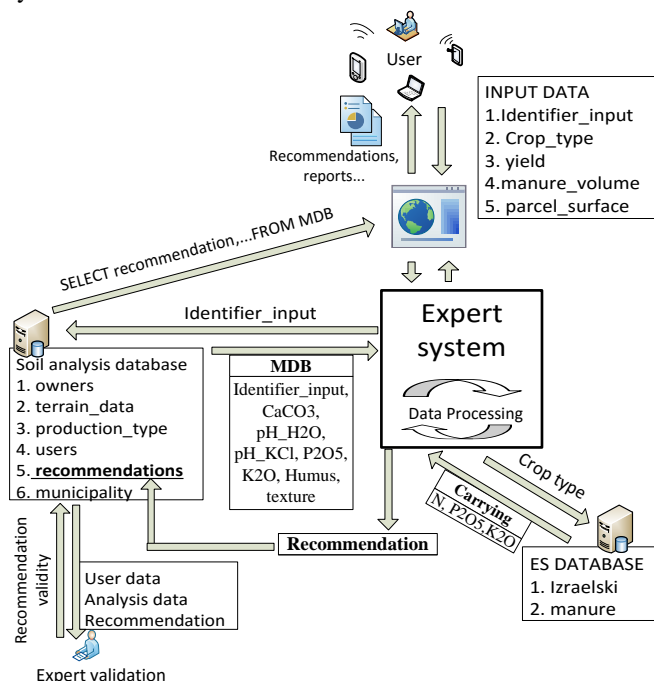 User
INPUT DATA
1.Identifier_input
2. Crop_type
3. yield
4.manure_volume
5. parcel_surface
Recommendations,
reports...
SELECT recommendation,...FROM MDB
Identifier_input
Expert
system
Data Processing
Soil analysis database
1. owners
2. terrain_data
3. production_type
4. users
5. recommendations
6. municipality
MDB
Identifier_input,
CaCO3,
pH_H2O,
pH_KCl, P2O5,
K2O, Humus,
texture
Crop type
Carrying
N, P2O5,K2O
Recommendation
ES DATABASE
1. Izraelski
2. manure
Recommendation
validity
User data
Analysis data
Recommendation
Expert validation